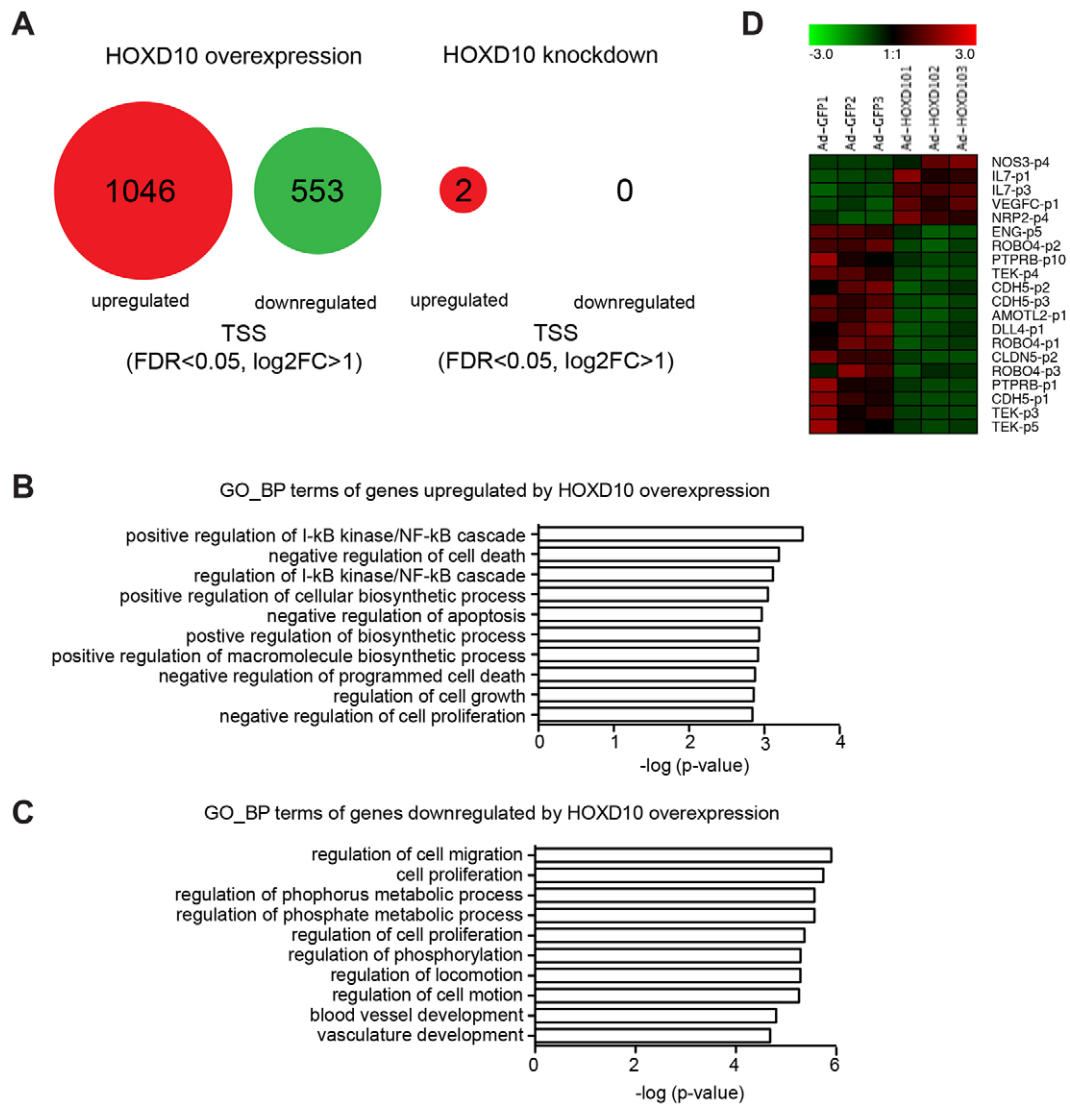 A
HOXD10 overexpression
HOXD10 knockdown
1046
553
2
0
upregulated
downregulated
upregulated
downregulated
TSS
(FDR<0.05, log2FC>1)
TSS
(FDR<0.05, log2FC>1)
D
-3.0
1:1
3.0
Ad-GFP1
Ad-GFP2
Ad-GFP3
Ad-HOXD101
Ad-HOXD102
Ad-HOXD103
NOS3-p4
IL7-p1
IL7-p3
VEGFC-p1
NRP2-p4
ENG-p5
ROBO4-p2
PTPRB-p10
TEK-p4
CDH5-p2
CDH5-p3
AMOTL2-p1
DLL4-p1
ROBO4-p1
CLDN5-p2
ROBO4-p3
PTPRB-p1
CDH5-p1
TEK-p3
TEK-p5
B
GO_BP terms of genes upregulated by HOXD10 overexpression
positive regulation of I-kB kinase/NF-kB cascade
negative regulation of cell death
regulation of I-kB kinase/NF-kB cascade
positive regulation of cellular biosynthetic process
negative regulation of apoptosis
postive regulation of biosynthetic process
positive regulation of macromolecule biosynthetic process
negative regulation of programmed cell death
regulation of cell growth
negative regulation of cell proliferation
0 1 2 3 4
-log (p-value)
C
GO_BP terms of genes downregulated by HOXD10 overexpression
regulation of cell migration
cell proliferation
regulation of phophorus metabolic process
regulation of phosphate metabolic process
regulation of cell proliferation
regulation of phosphorylation
regulation of locomotion
regulation of cell motion
blood vessel development
vasculature development
0 2 4 6
-log (p-value)